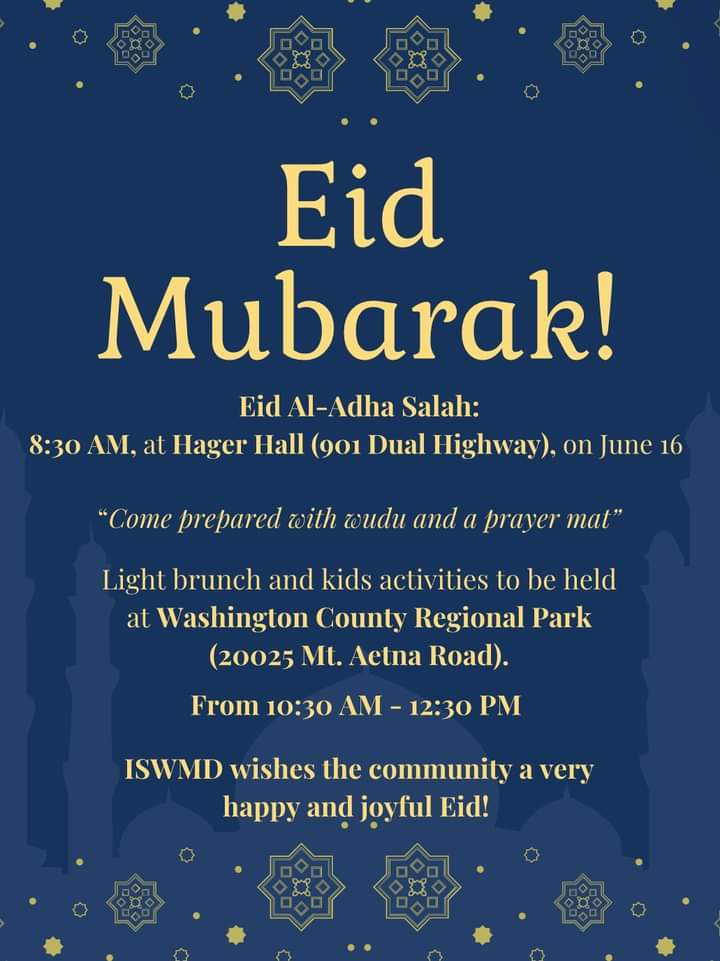 Eid
Mubarak!
Eid Al-Adha Salah:
8:30 AM, at Hager Hall (901 Dual Highway), on June 16
“Come prepared with wudu and a prayer mat”
Light brunch and kids activities to be held
at Washington County Regional Park
(20025 Mt. Aetna Road).
From 10:30 AM - 12:30 PM
ISWMD wishes the community a very
happy and joyful Eid!